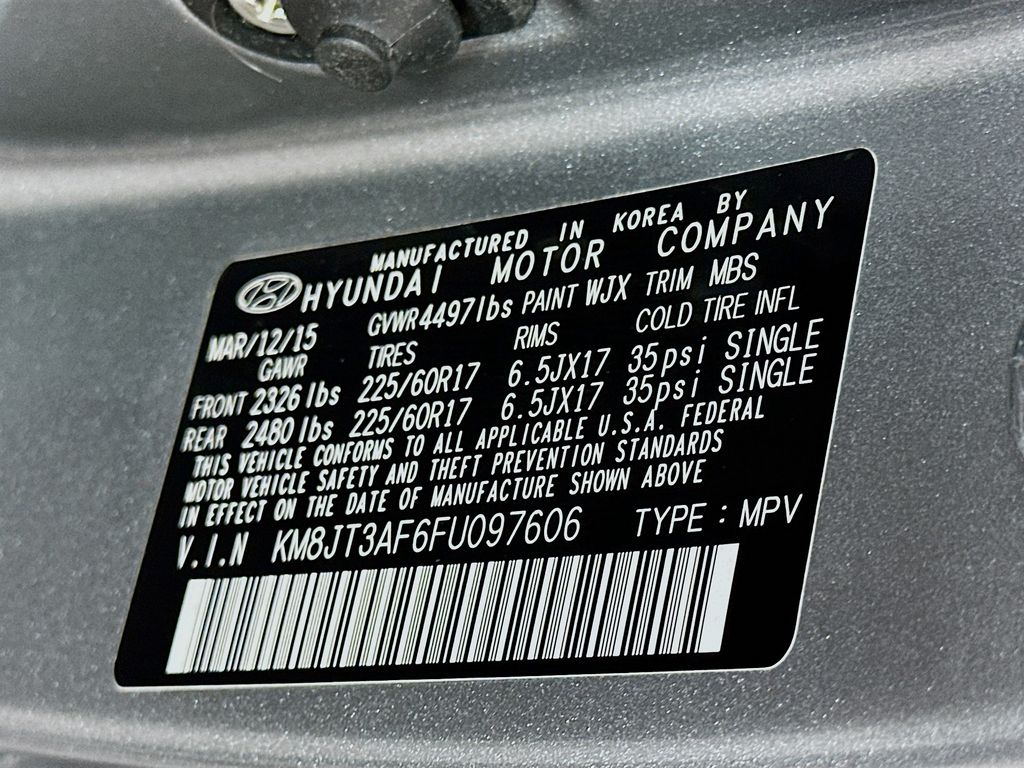 MANUFACTURED IN KOREA BY
HYUNDAI MOTOR COMPANY
MAR/12/15 GVWR 4497lbs PAINT WJX TRIM MBS
GAWR TIRES RIMS COLD TIRE INFL
FRONT 2326 lbs 225/60R17 6.5JX17 35psi SINGLE
REAR 2480 lbs 225/60R17 6.5JX17 35psi SINGLE
THIS VEHICLE CONFORMS TO ALL APPLICABLE U.S.A. FEDERAL
MOTOR VEHICLE SAFETY AND THEFT PREVENTION STANDARDS
IN EFFECT ON THE DATE OF MANUFACTURE SHOWN ABOVE
V.I.N KM8JT3AF6FU097606 TYPE : MPV